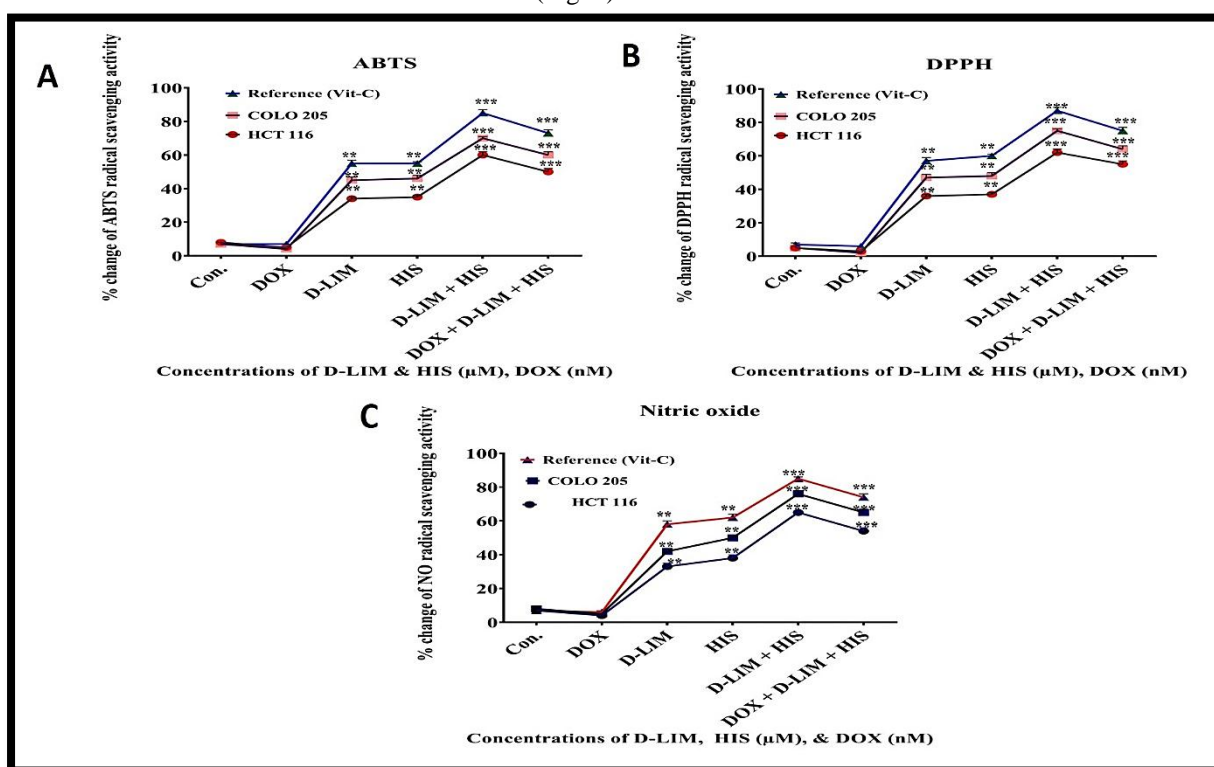 A
ABTS
% change of ABTS radical scavenging activity
100
80
60
40
20
0
Reference (Vit-C)
COLO 205
HCT 116
**
**
**
**
**
**
***
***
***
***
***
***
Con.
DOX
D-LIM
HIS
D-LIM + HIS
DOX + D-LIM + HIS
Concentrations of D-LIM & HIS (µM), DOX (nM)
B
DPPH
% change of DPPH radical scavenging activity
100
80
60
40
20
0
Reference (Vit-C)
COLO 205
HCT 116
**
**
**
**
**
**
***
***
***
***
***
***
Con.
DOX
D-LIM
HIS
D-LIM + HIS
DOX + D-LIM + HIS
Concentrations of D-LIM & HIS (µM), DOX (nM)
C
Nitric oxide
% change of NO radical scavenging activity
100
80
60
40
20
0
Reference (Vit-C)
COLO 205
HCT 116
**
**
**
**
**
**
***
***
***
***
***
***
Con.
DOX
D-LIM
HIS
D-LIM + HIS
DOX + D-LIM + HIS
Concentrations of D-LIM, HIS (µM), & DOX (nM)